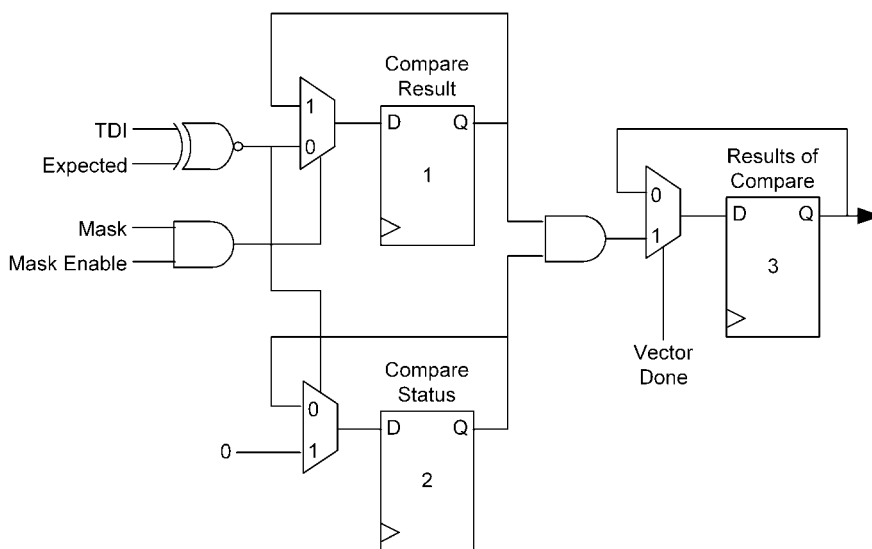 Compare
Result
1
D
Q
TDI
0
Expected
1
Mask
Mask Enable
Results of
Compare
0
D
Q
1
3
Vector
Done
Compare
Status
0
D
Q
0
1
2